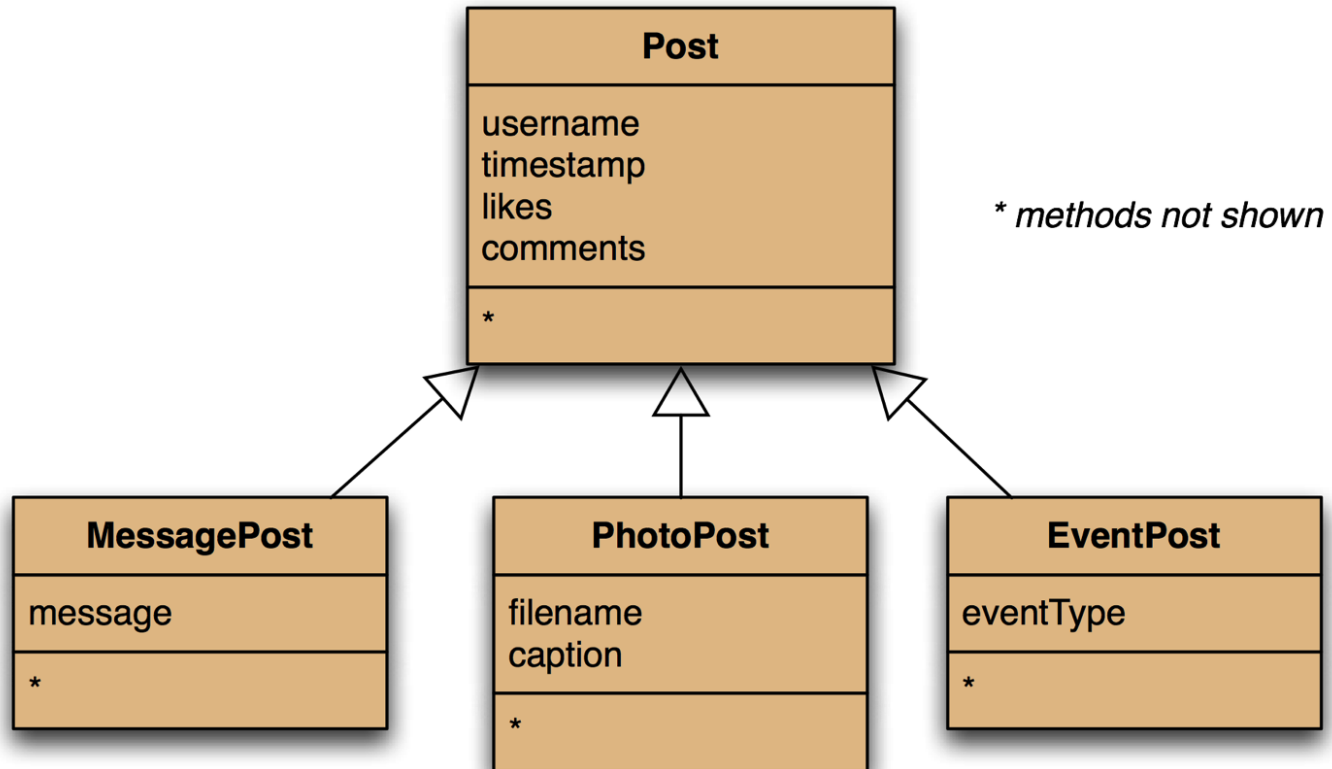 Post
username
timestamp
likes
comments
*
* methods not shown
MessagePost
message
*
PhotoPost
filename
caption
*
EventPost
eventType
*